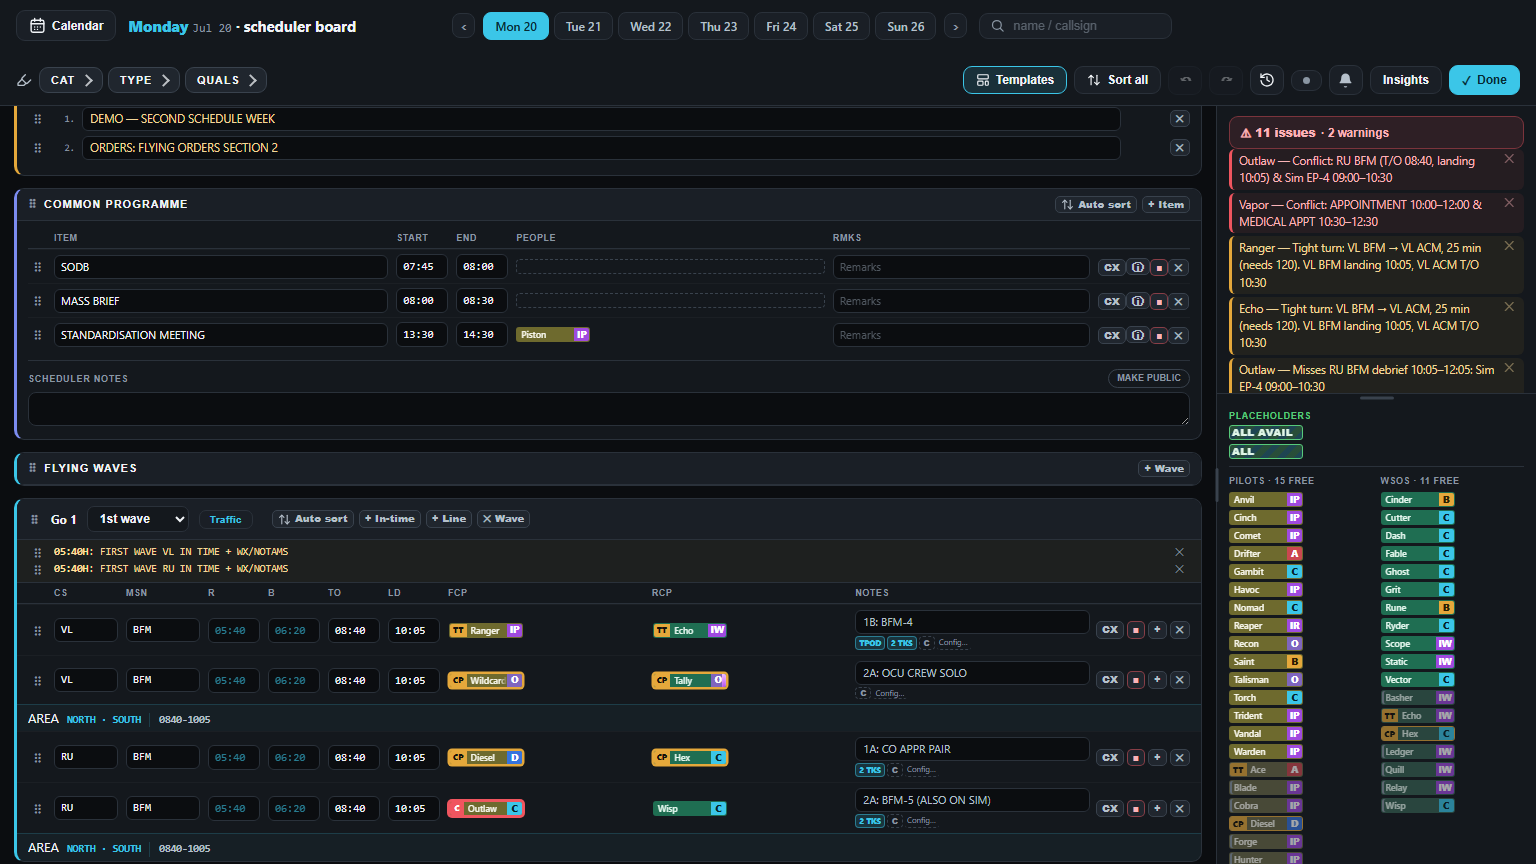 Calendar
Monday Jul 20 · scheduler board
‹ Mon 20 Tue 21 Wed 22 Thu 23 Fri 24 Sat 25 Sun 26 ›
name / callsign
CAT TYPE QUALS
Templates Sort all Insights ✓ Done
1. DEMO — SECOND SCHEDULE WEEK
2. ORDERS: FLYING ORDERS SECTION 2
COMMON PROGRAMME
Auto sort + Item
ITEM START END PEOPLE RMKS
SODB 07:45 08:00 Remarks CX
MASS BRIEF 08:00 08:30 Remarks CX
STANDARDISATION MEETING 13:30 14:30 Piston IP Remarks CX
SCHEDULER NOTES
MAKE PUBLIC
FLYING WAVES
+ Wave
Go 1 1st wave Traffic Auto sort + In-time + Line ✕ Wave
05:40H: FIRST WAVE VL IN TIME + WX/NOTAMS
05:40H: FIRST WAVE RU IN TIME + WX/NOTAMS
CS MSN R B TO LD FCP RCP NOTES
VL BFM 05:40 06:20 08:40 10:05 TT Ranger IP TT Echo IW 1B: BFM-4 CX
TPOD 2 TKS C Config...
VL BFM 05:40 06:20 08:40 10:05 CP Wildcard O CP Tally O 2A: OCU CREW SOLO CX
C Config...
AREA NORTH · SOUTH 0840-1005
RU BFM 05:40 06:20 08:40 10:05 CP Diesel D CP Hex C 1A: CO APPR PAIR CX
2 TKS C Config...
RU BFM 05:40 06:20 08:40 10:05 C Outlaw C Wisp C 2A: BFM-5 (ALSO ON SIM) CX
2 TKS C Config...
AREA NORTH · SOUTH 0840-1005
⚠ 11 issues · 2 warnings
Outlaw — Conflict: RU BFM (T/O 08:40, landing
10:05) & Sim EP-4 09:00–10:30
Vapor — Conflict: APPOINTMENT 10:00–12:00 &
MEDICAL APPT 10:30–12:30
Ranger — Tight turn: VL BFM → VL ACM, 25 min
(needs 120). VL BFM landing 10:05, VL ACM T/O
10:30
Echo — Tight turn: VL BFM → VL ACM, 25 min
(needs 120). VL BFM landing 10:05, VL ACM T/O
10:30
Outlaw — Misses RU BFM debrief 10:05–12:05: Sim
EP-4 09:00–10:30
PLACEHOLDERS
ALL AVAIL
ALL
PILOTS · 15 FREE WSOS · 11 FREE
Anvil IP Cinder B
Cinch IP Cutter C
Comet IP Dash C
Drifter A Fable C
Gambit C Ghost C
Havoc IP Grit C
Nomad C Rune B
Reaper IR Ryder C
Recon O Scope IW
Saint B Static IW
Talisman O Vector C
Torch C Basher IW
Trident IP TT Echo IW
Vandal IP CP Hex C
Warden IP Ledger IW
TT Ace A Quill IW
Blade IP Relay IW
Cobra IP Wisp C
CP Diesel D
Forge IP
Hunter IP